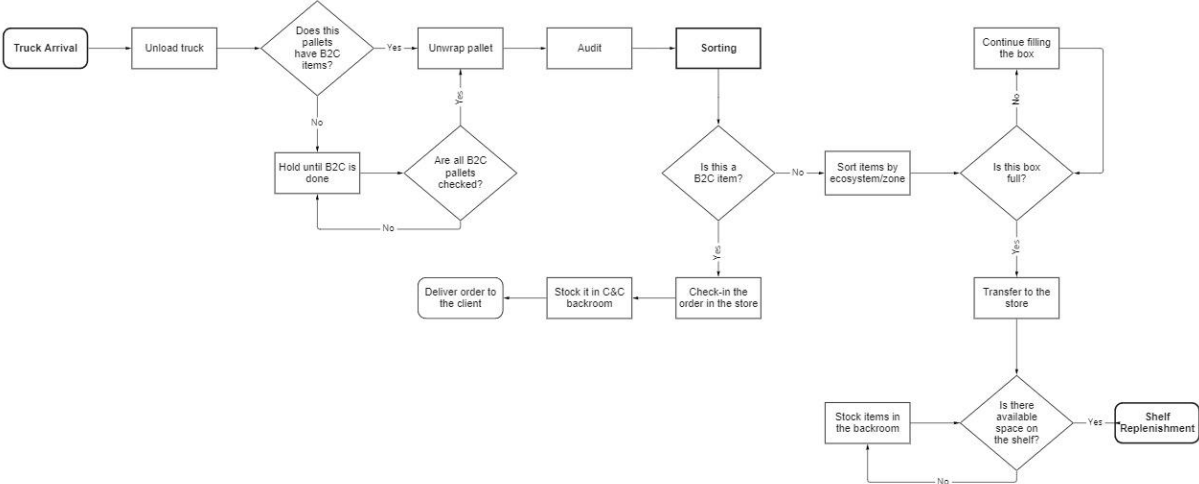 Truck Arrival
Unload truck
Does this
pallets
have B2C
items?
Yes
Unwrap pallet
Audit
Sorting
Continue filling
the box
No
Yes
No
Hold until B2C is
done
Are all B2C
pallets
checked?
No
Is this a
B2C item?
No
Sort items by
ecosystem/zone
Is this box
full?
Yes
Yes
Deliver order to
the client
Stock it in C&C
backroom
Check-in the
order in the store
Transfer to the
store
Stock items in
the backroom
Is there
available
space on
the shelf?
Yes
Shelf
Replenishment
No